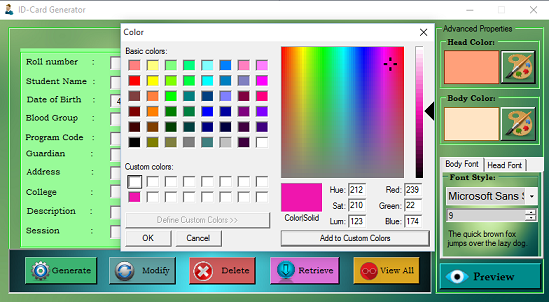 ID-Card Generator
Roll number :
Student Name :
Date of Birth : 4
Blood Group :
Program Code :
Guardian :
Address :
College :
Description :
Session :
Color
Basic colors:
Custom colors:
Define Custom Colors >>
OK Cancel
Color|Solid
Hue: 212 Red: 239
Sat: 210 Green: 22
Lum: 123 Blue: 174
Add to Custom Colors
Advanced Properties
Head Color:
Body Color:
Body Font Head Font
Font Style:
Microsoft Sans S
9
The quick brown fox
jumps over the lazy dog
Generate Modify Delete Retrieve View All Preview